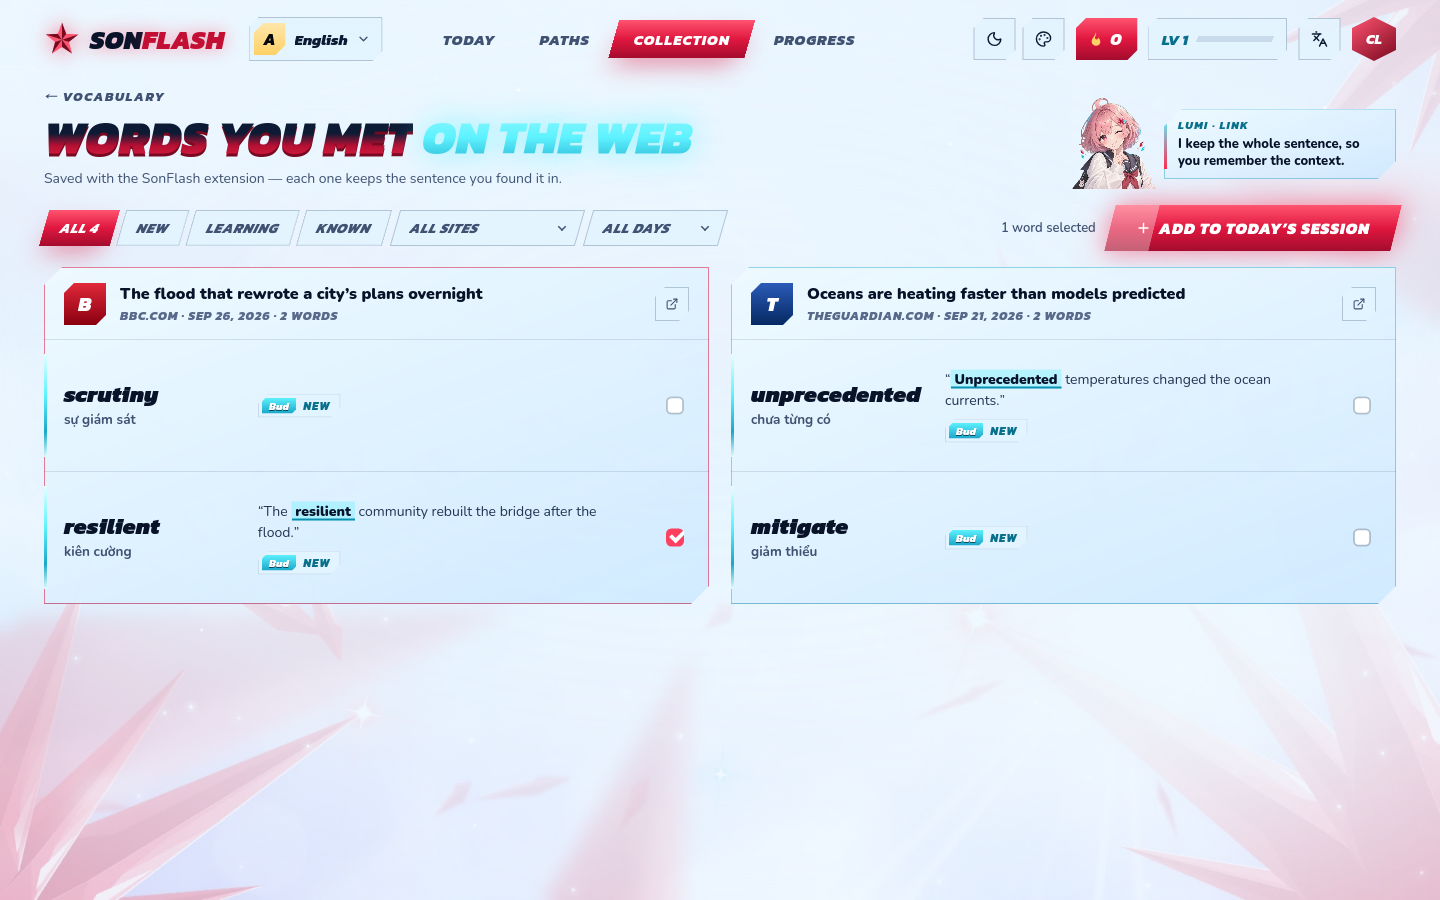 SONFLASH
A English
TODAY PATHS COLLECTION PROGRESS
0
LV 1
CL
← VOCABULARY
WORDS YOU MET ON THE WEB
Saved with the SonFlash extension — each one keeps the sentence you found it in.
LUMI · LINK
I keep the whole sentence, so
you remember the context.
ALL 4 NEW LEARNING KNOWN ALL SITES ALL DAYS
1 word selected
+ ADD TO TODAY’S SESSION
B
The flood that rewrote a city’s plans overnight
BBC.COM · SEP 26, 2026 · 2 WORDS
scrutiny
sự giám sát
Bud NEW
resilient
kiên cường
“The resilient community rebuilt the bridge after the
flood.”
Bud NEW
T
Oceans are heating faster than models predicted
THEGUARDIAN.COM · SEP 21, 2026 · 2 WORDS
unprecedented
chưa từng có
“Unprecedented temperatures changed the ocean
currents.”
Bud NEW
mitigate
giảm thiểu
Bud NEW